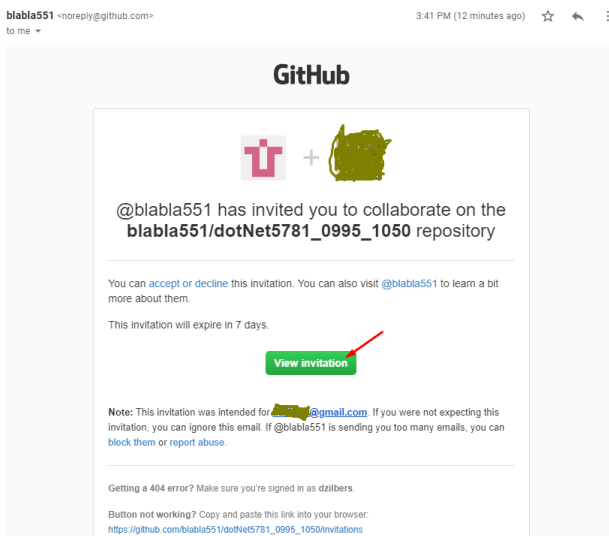 blabla551 <noreply@github.com>
3:41 PM (12 minutes ago)
to me
GitHub
@blabla551 has invited you to collaborate on the
blabla551/dotNet5781_0995_1050 repository
You can accept or decline this invitation. You can also visit @blabla551 to learn a bit
more about them.
This invitation will expire in 7 days.
View invitation
Note: This invitation was intended for @gmail.com. If you were not expecting this
invitation, you can ignore this email. If @blabla551 is sending you too many emails, you can
block them or report abuse.
Getting a 404 error? Make sure you're signed in as dzilbers.
Button not working? Copy and paste this link into your browser:
https://github.com/blabla551/dotNet5781_0995_1050/invitations